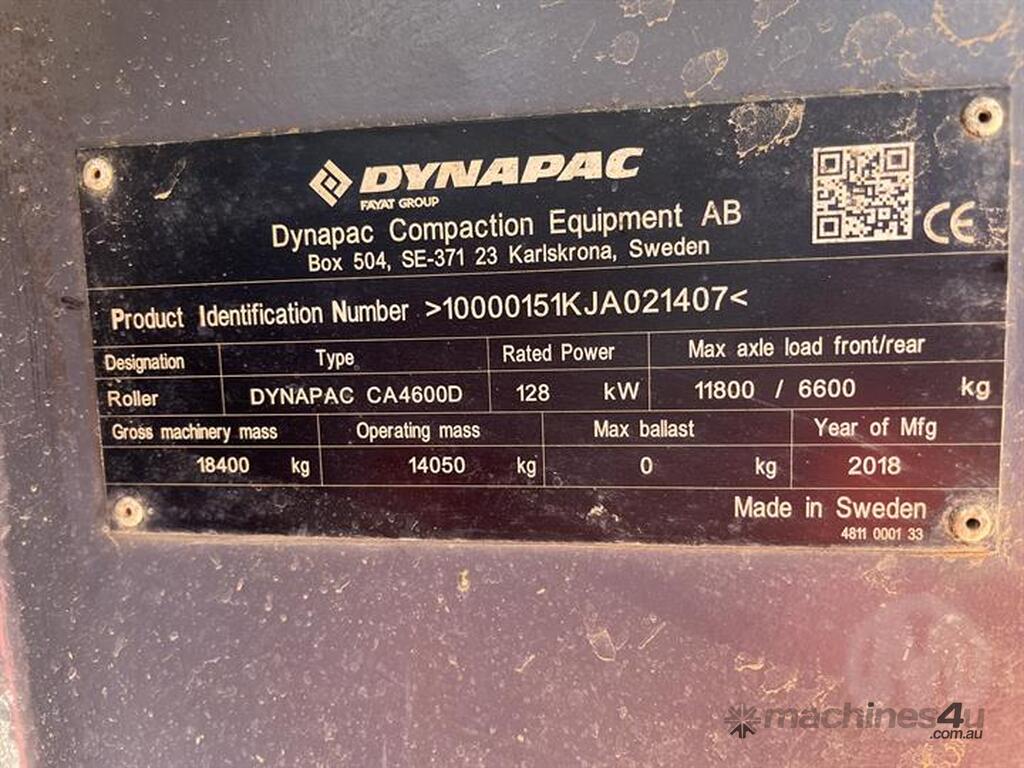 DYNAPAC
FAYAT GROUP
Dynapac Compaction Equipment AB
Box 504, SE-371 23 Karlskrona, Sweden
CE
Product Identification Number >10000151KJA021407<
Designation Type Rated Power Max axle load front/rear
Roller DYNAPAC CA4600D 128 kW 11800 / 6600 kg
Gross machinery mass Operating mass Max ballast Year of Mfg
18400 kg 14050 kg 0 kg 2018
Made in Sweden
4811 0001 33
machines4u
.com.au